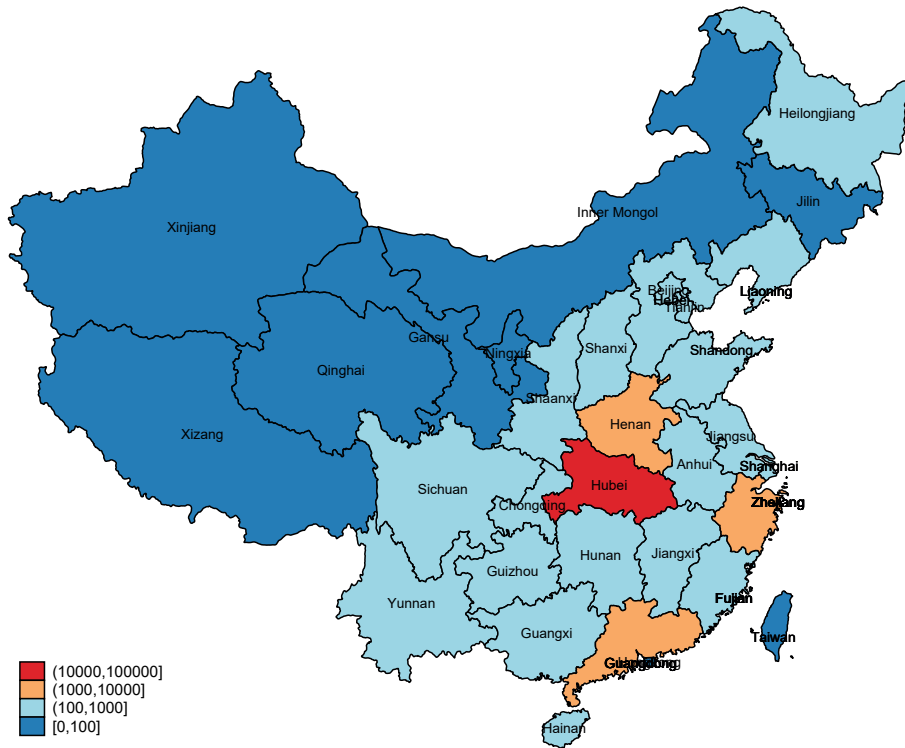 Heilongjiang
Jilin
Inner Mongol
Xinjiang
Liaoning
Beijing
Hebei
Tianjin
Gansu
Ningxia
Shanxi
Shandong
Qinghai
Shaanxi
Xizang
Henan
Jiangsu
Anhui
Shanghai
Sichuan
Hubei
Chongqing
Zhejiang
Hunan
Jiangxi
Guizhou
Yunnan
Fujian
Guangxi
Taiwan
Guangdong
Hainan
(10000,100000]
(1000,10000]
(100,1000]
[0,100]